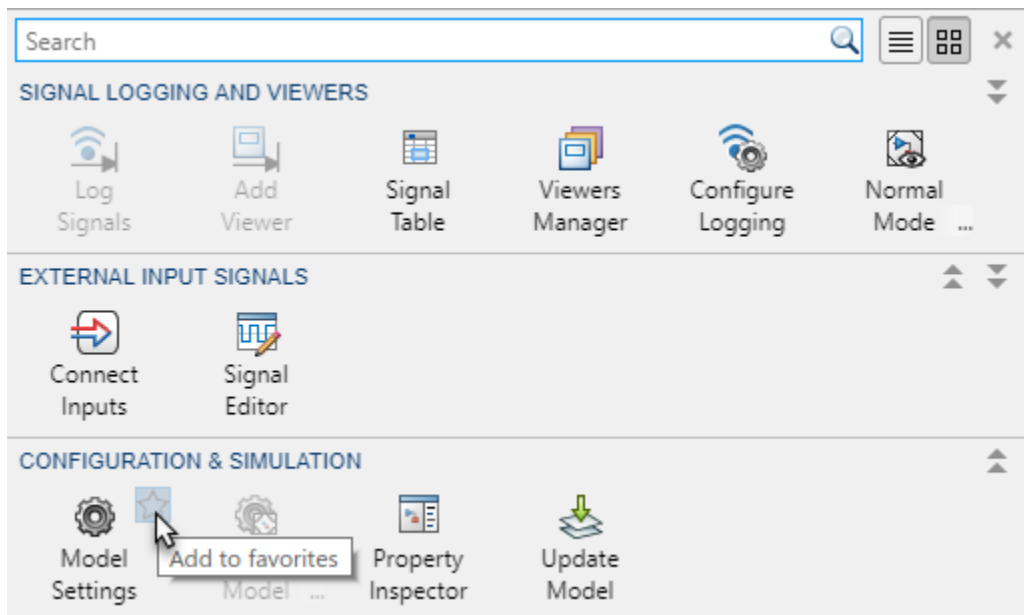 Search
SIGNAL LOGGING AND VIEWERS
Log Signals
Add Viewer
Signal Table
Viewers Manager
Configure Logging
Normal Mode ...
EXTERNAL INPUT SIGNALS
Connect Inputs
Signal Editor
CONFIGURATION & SIMULATION
Model Settings
Add to favorites
Model ...
Property Inspector
Update Model